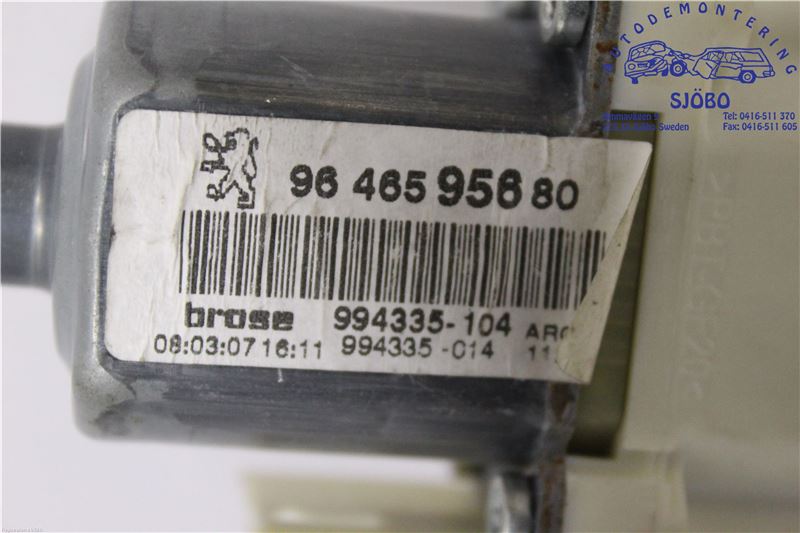 AUTODEMONTERING
SJÖBO
Tel: 0416-511 370
Fax: 0416-511 605
Sweden
96 465 956 80
brose 994335-104
08:03:07 16:11 994335-014